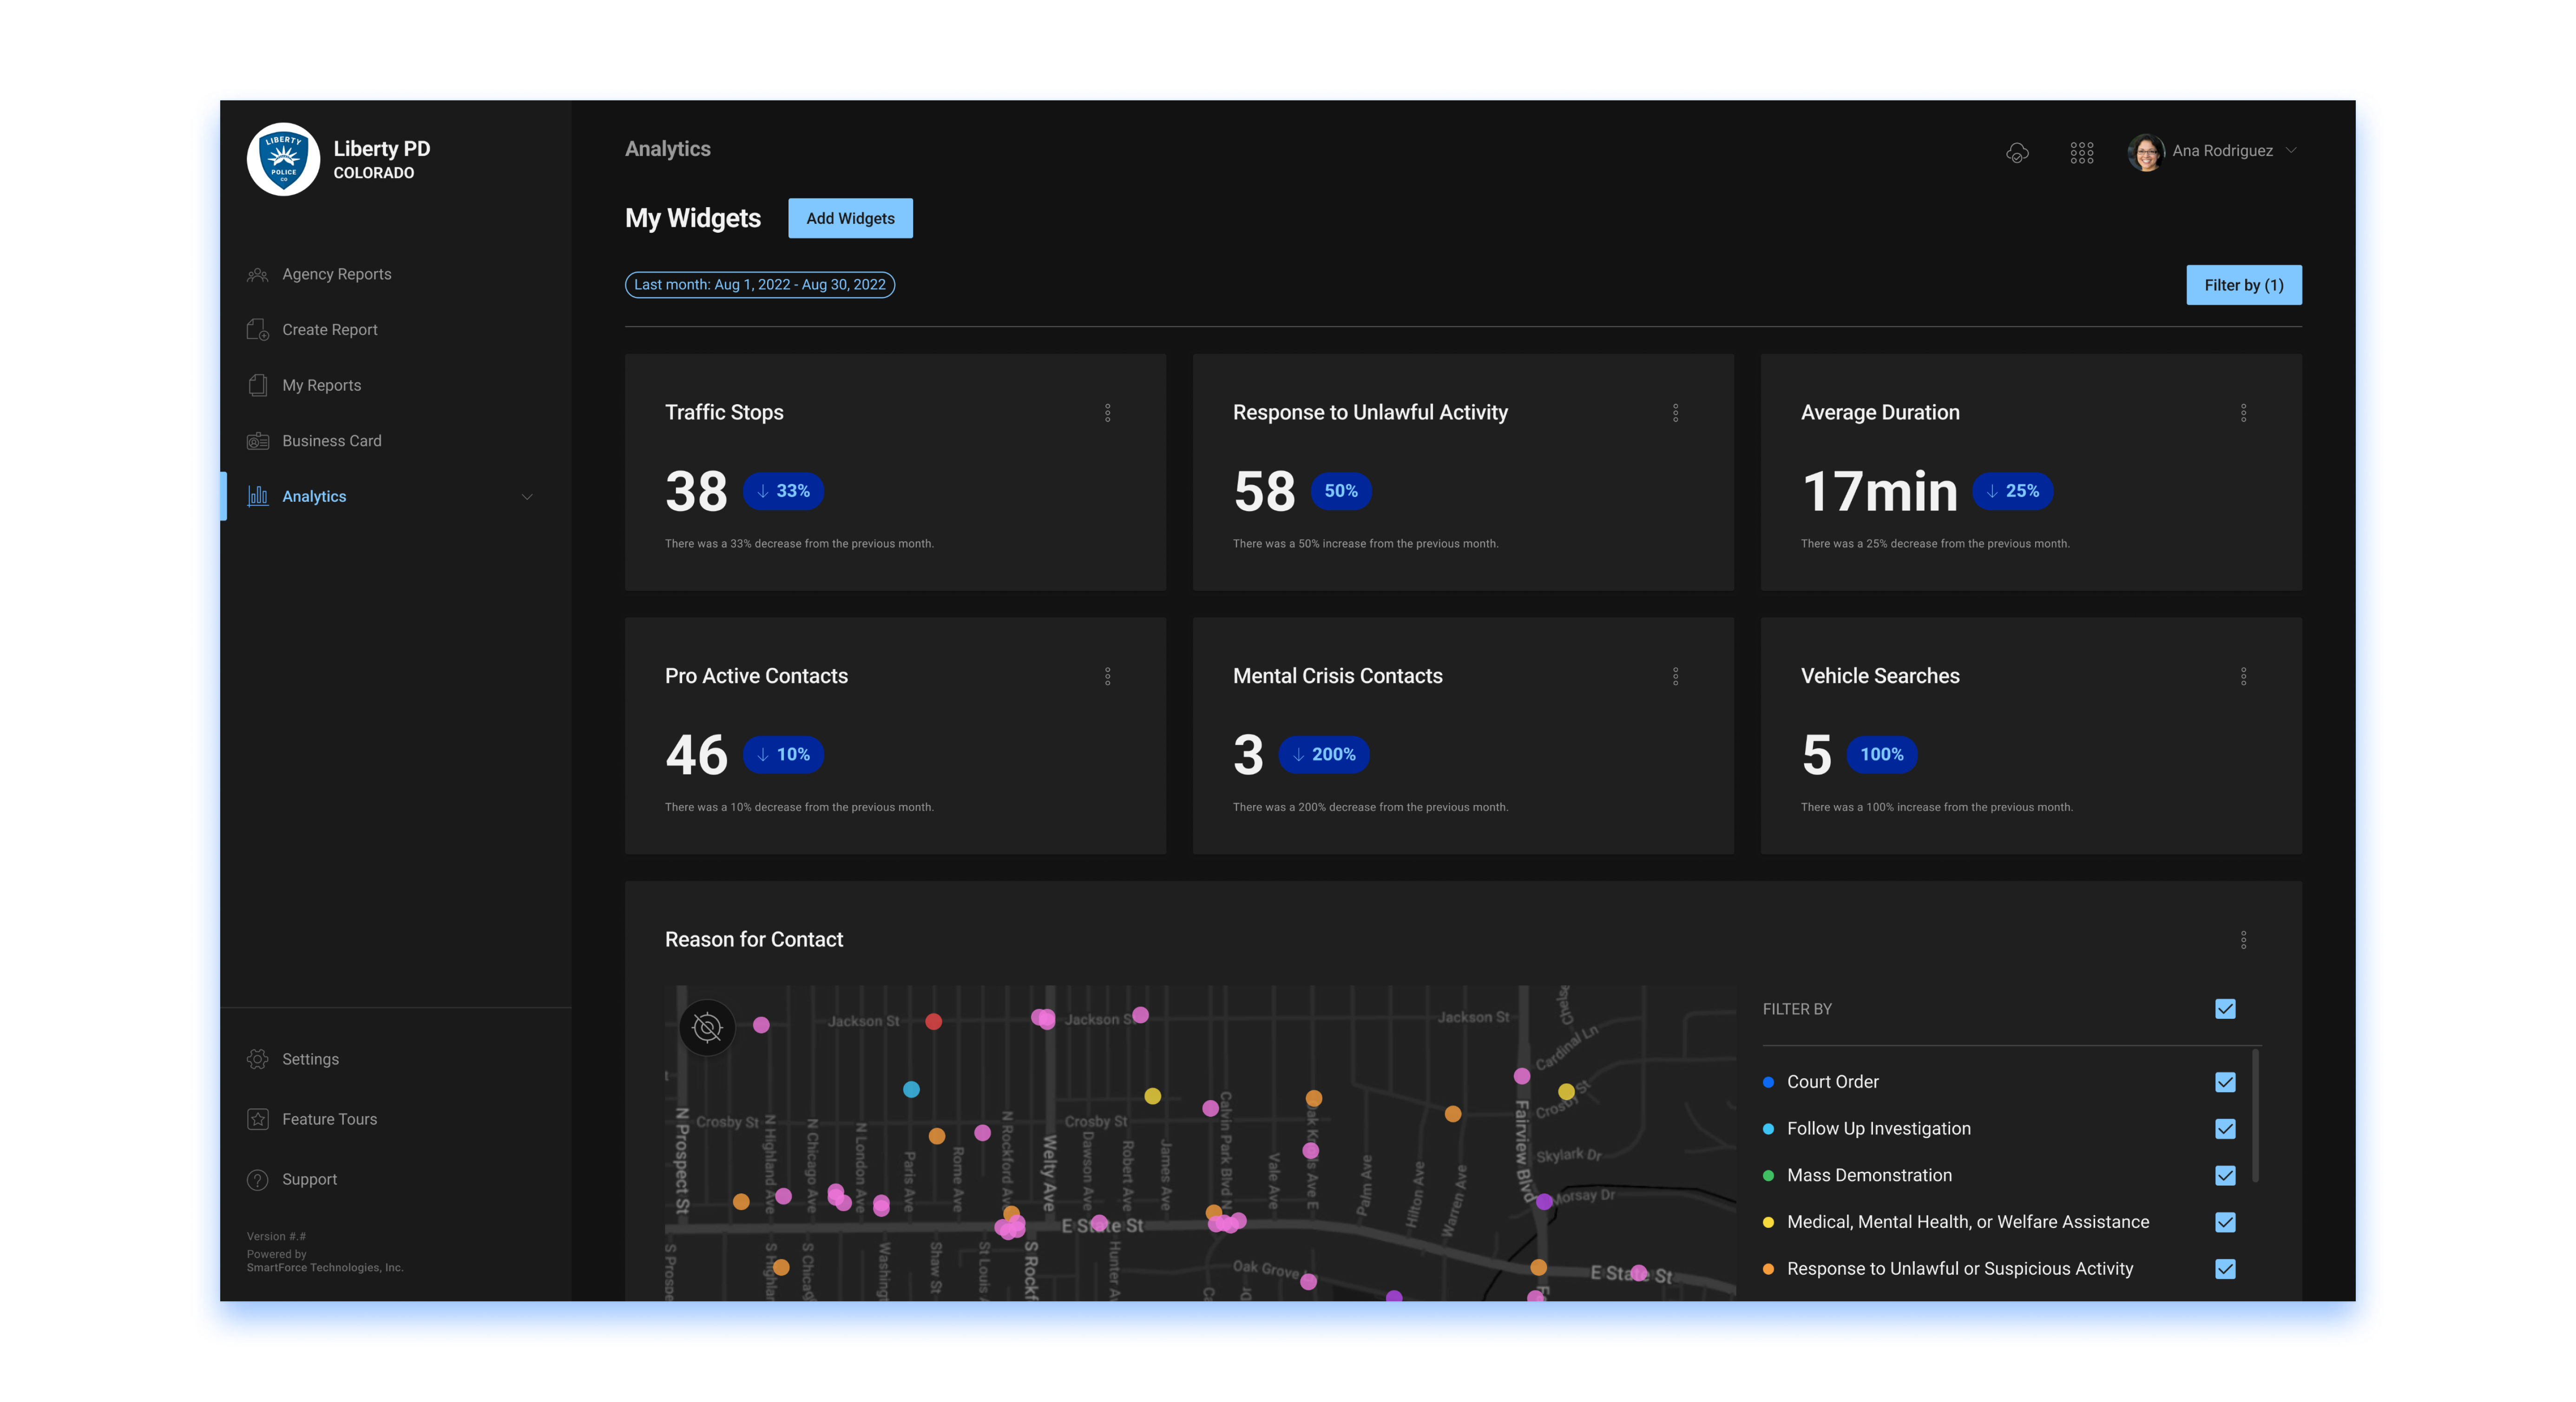 LIBERTY
POLICE
CO
Liberty PD
COLORADO
Agency Reports
Create Report
My Reports
Business Card
Analytics
Settings
Feature Tours
Support
Version #.#
Powered by
SmartForce Technologies, Inc.
Analytics
Ana Rodriguez
My Widgets
Add Widgets
Last month: Aug 1, 2022 - Aug 30, 2022
Filter by (1)
Traffic Stops
38 ↓ 33%
There was a 33% decrease from the previous month.
Response to Unlawful Activity
58 50%
There was a 50% increase from the previous month.
Average Duration
17min ↓ 25%
There was a 25% decrease from the previous month.
Pro Active Contacts
46 ↓ 10%
There was a 10% decrease from the previous month.
Mental Crisis Contacts
3 ↓ 200%
There was a 200% decrease from the previous month.
Vehicle Searches
5 100%
There was a 100% increase from the previous month.
Reason for Contact
Jackson St
Jackson St
Jackson St
Cardinal Ln
Crosby St
Crosby St
Crosby St
Skylark Dr
Morsay Dr
N Prospect St
N Highland Ave
N Chicago Ave
N London Ave
Paris Ave
Rome Ave
N Rockford Ave
Welty Ave
Dawson Ave
Robert Ave
James Ave
Calvin Park Blvd N
Vale Ave
Palm Ave
Hilton Ave
Warren Ave
Fairview Blvd
E State St
E State St
Oak Grove
Shaw St
St Louis
FILTER BY
Court Order
Follow Up Investigation
Mass Demonstration
Medical, Mental Health, or Welfare Assistance
Response to Unlawful or Suspicious Activity